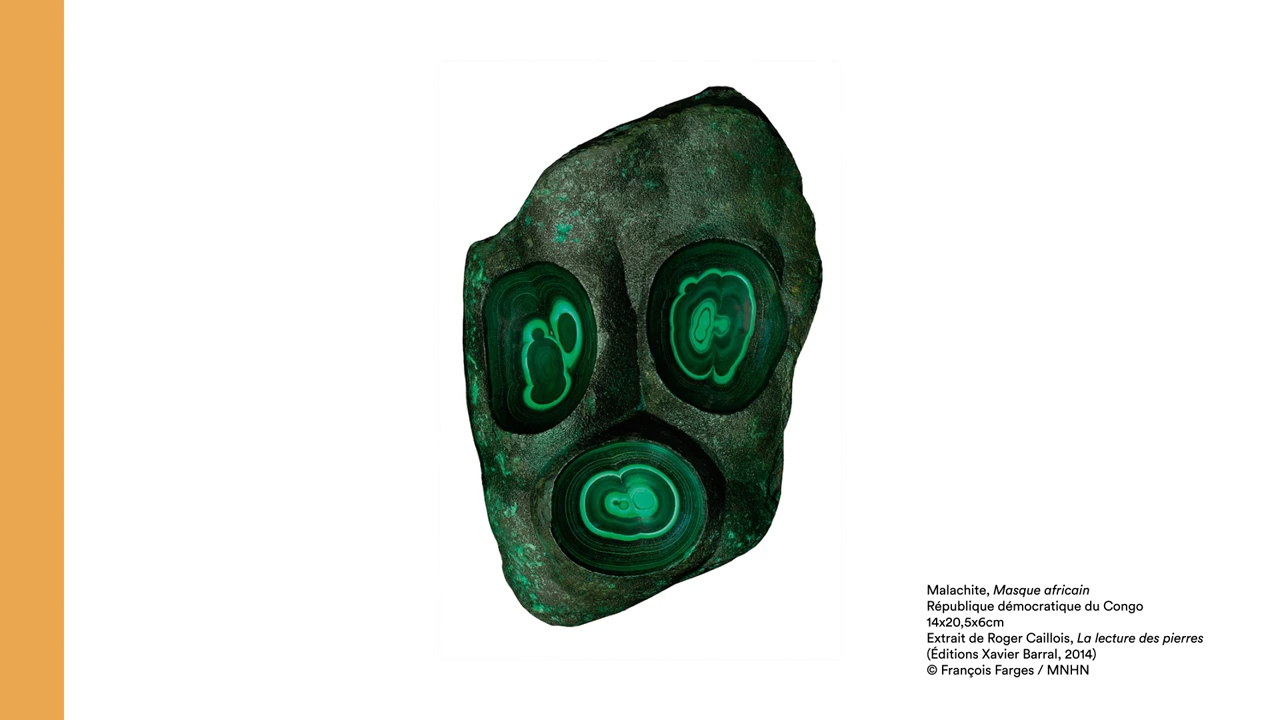 Malachite, Masque africain
République démocratique du Congo
14x20,5x6cm
Extrait de Roger Caillois, La lecture des pierres
(Éditions Xavier Barral, 2014)
© François Farges / MNHN